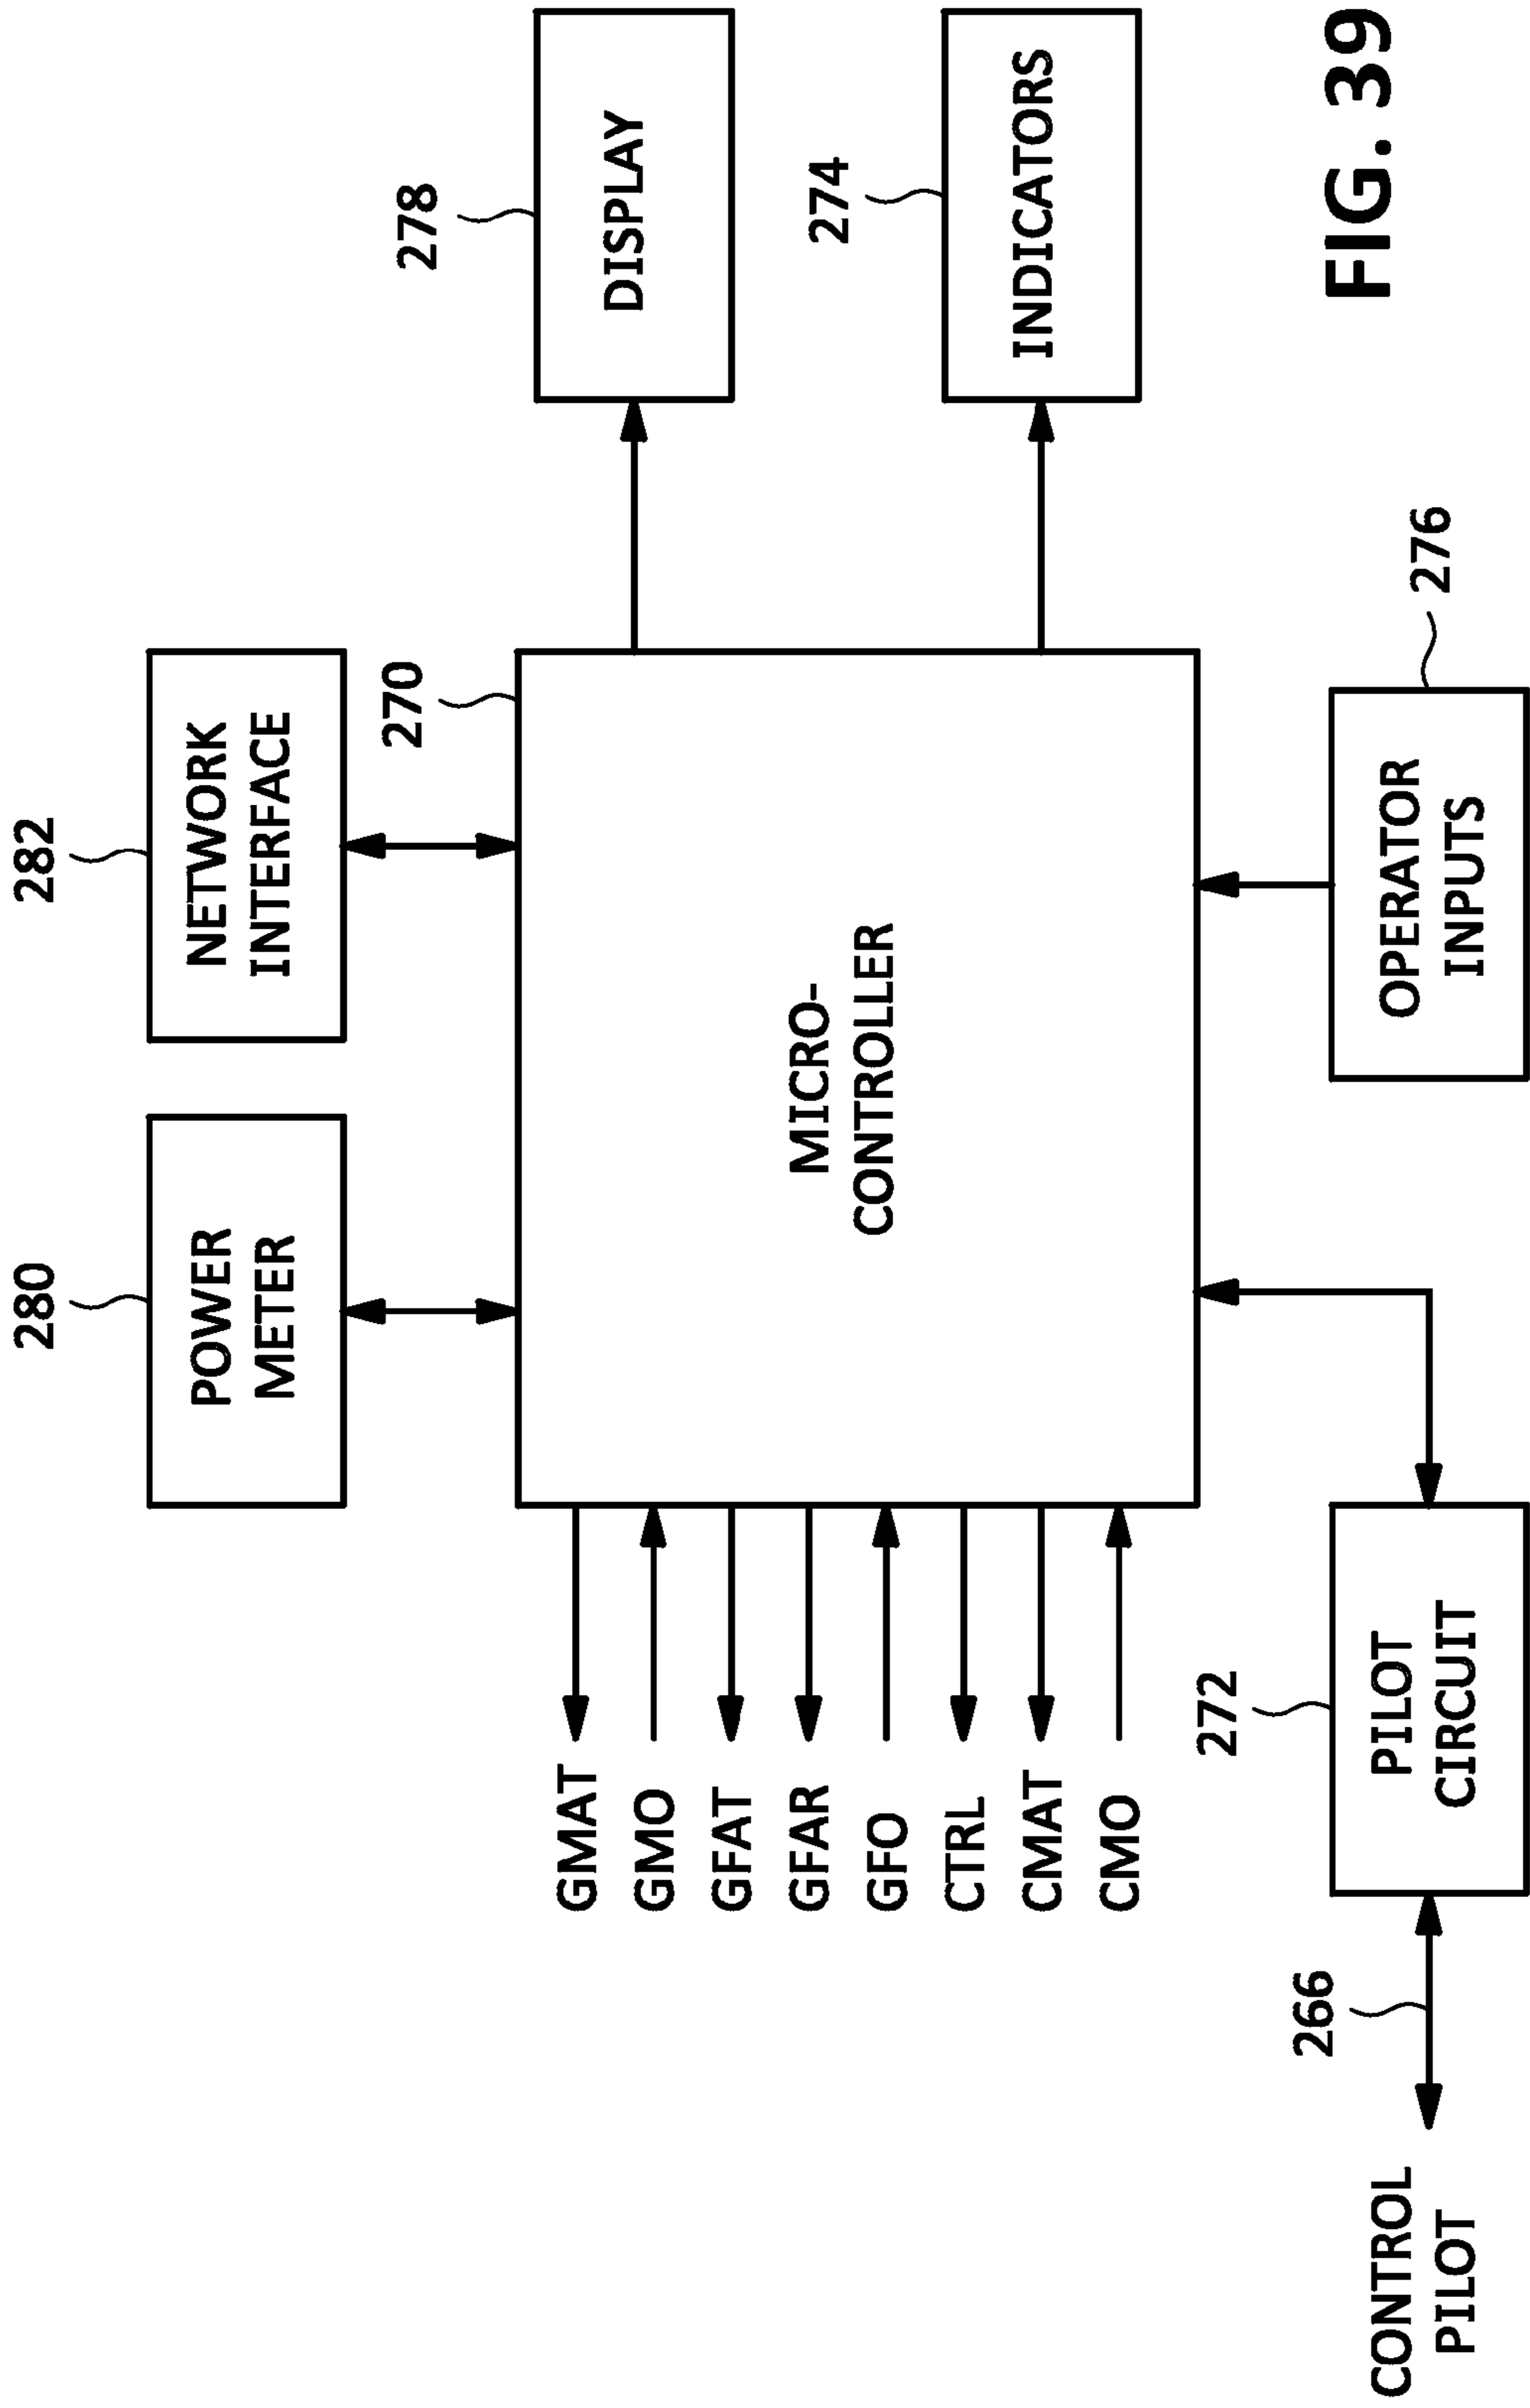 280
282
POWER
METER
NETWORK
INTERFACE
270
278
DISPLAY
GMAT
GMO
GFAT
GFAR
GFO
CTRL
CMAT
CMO
MICRO-
CONTROLLER
274
INDICATORS
272
266
CONTROL
PILOT
PILOT
CIRCUIT
OPERATOR
INPUTS
276
FIG. 39